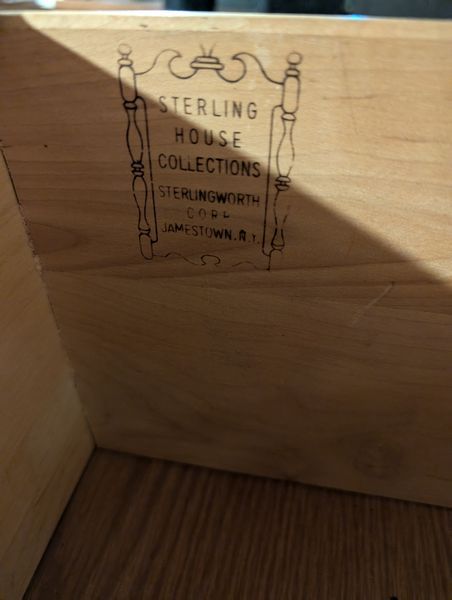 STERLING
HOUSE
COLLECTIONS
STERLINGWORTH
CORP
JAMESTOWN, N.Y.